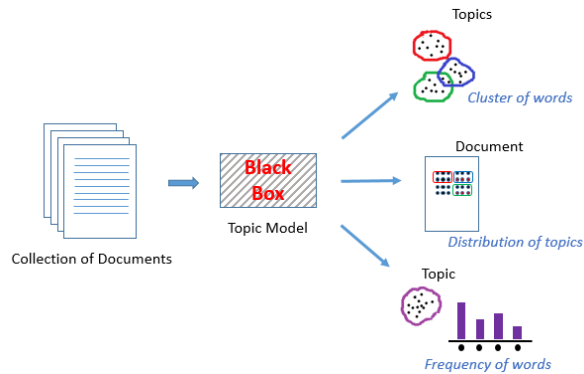 Topics
Cluster of words
Black
Box
Topic Model
Collection of Documents
Document
Distribution of topics
Topic
Frequency of words